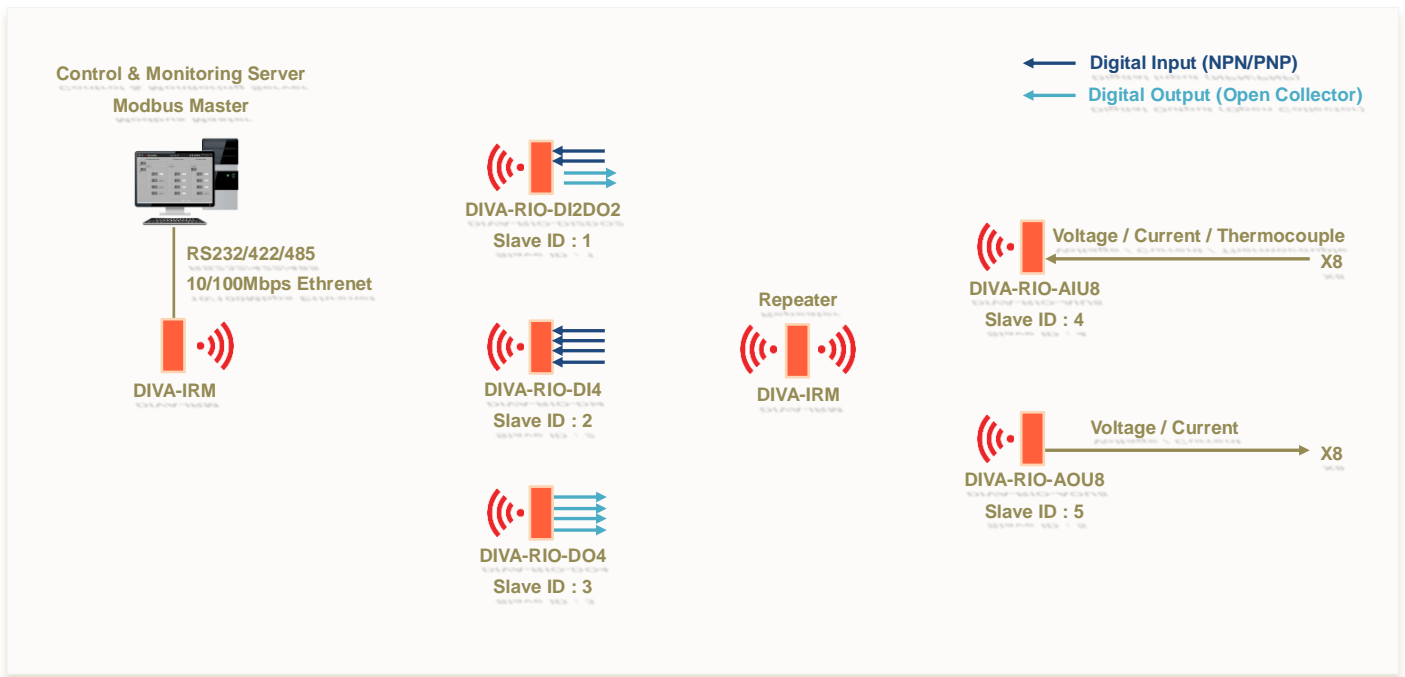 Control & Monitoring Server
Modbus Master
RS232/422/485
10/100Mbps Ethrenet
DIVA-IRM
DIVA-RIO-DI2DO2
Slave ID : 1
DIVA-RIO-DI4
Slave ID : 2
DIVA-RIO-DO4
Slave ID : 3
Repeater
DIVA-IRM
Digital Input (NPN/PNP)
Digital Output (Open Collector)
Voltage / Current / Thermocouple
X8
DIVA-RIO-AIU8
Slave ID : 4
Voltage / Current
X8
DIVA-RIO-AOU8
Slave ID : 5